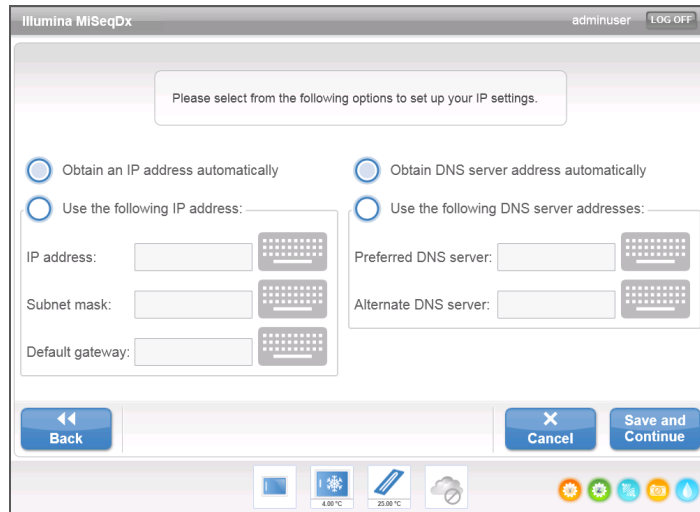 Illumina MiSeqDx
adminuser
LOG OFF
Please select from the following options to set up your IP settings.
Obtain an IP address automatically
Use the following IP address:
IP address:
Subnet mask:
Default gateway:
Obtain DNS server address automatically
Use the following DNS server addresses:
Preferred DNS server:
Alternate DNS server:
Back
Cancel
Save and
Continue
4.00 °C
25.00 °C